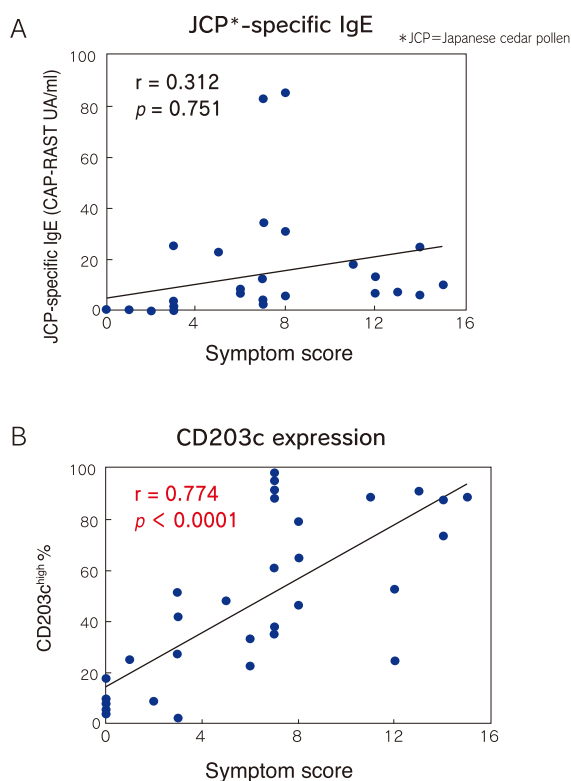 A
JCP*-specific IgE
*JCP=Japanese cedar pollen
r = 0.312
p = 0.751
JCP-specific IgE (CAP-RAST UA/ml)
100
80
60
40
20
0
0 4 8 12 16
Symptom score
B
CD203c expression
r = 0.774
p < 0.0001
CD203chigh %
100
80
60
40
20
0
0 4 8 12 16
Symptom score